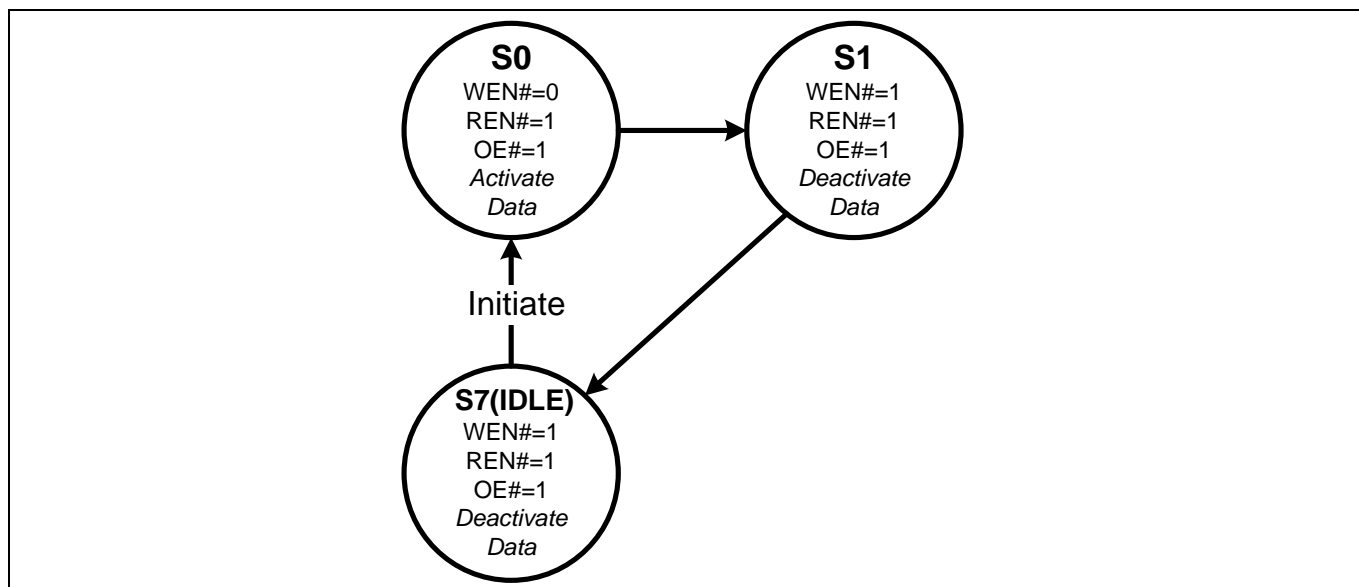 S0
WEN#=0
REN#=1
OE#=1
Activate
Data
S1
WEN#=1
REN#=1
OE#=1
Deactivate
Data
Initiate
S7(IDLE)
WEN#=1
REN#=1
OE#=1
Deactivate
Data